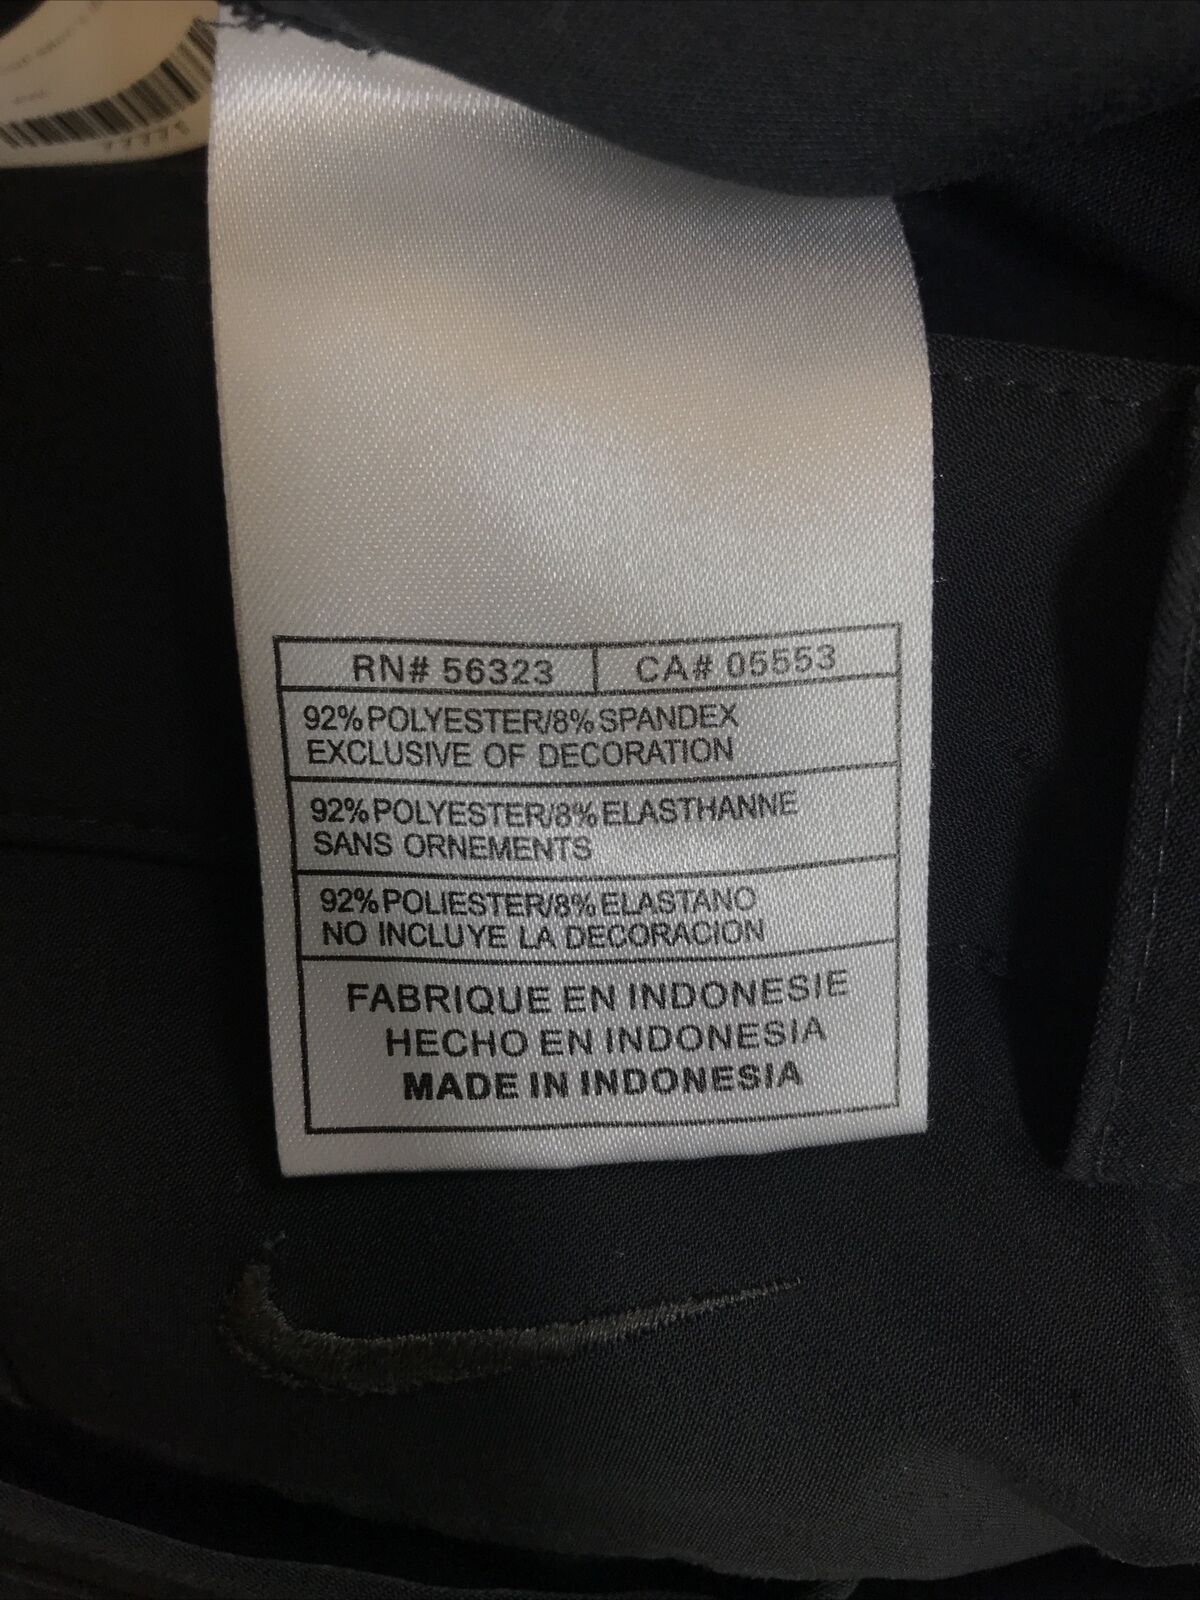 RN# 56323 CA# 05553
92% POLYESTER/8% SPANDEX
EXCLUSIVE OF DECORATION
92% POLYESTER/8% ELASTHANNE
SANS ORNEMENTS
92% POLIESTER/8% ELASTANO
NO INCLUYE LA DECORACION
FABRIQUE EN INDONESIE
HECHO EN INDONESIA
MADE IN INDONESIA